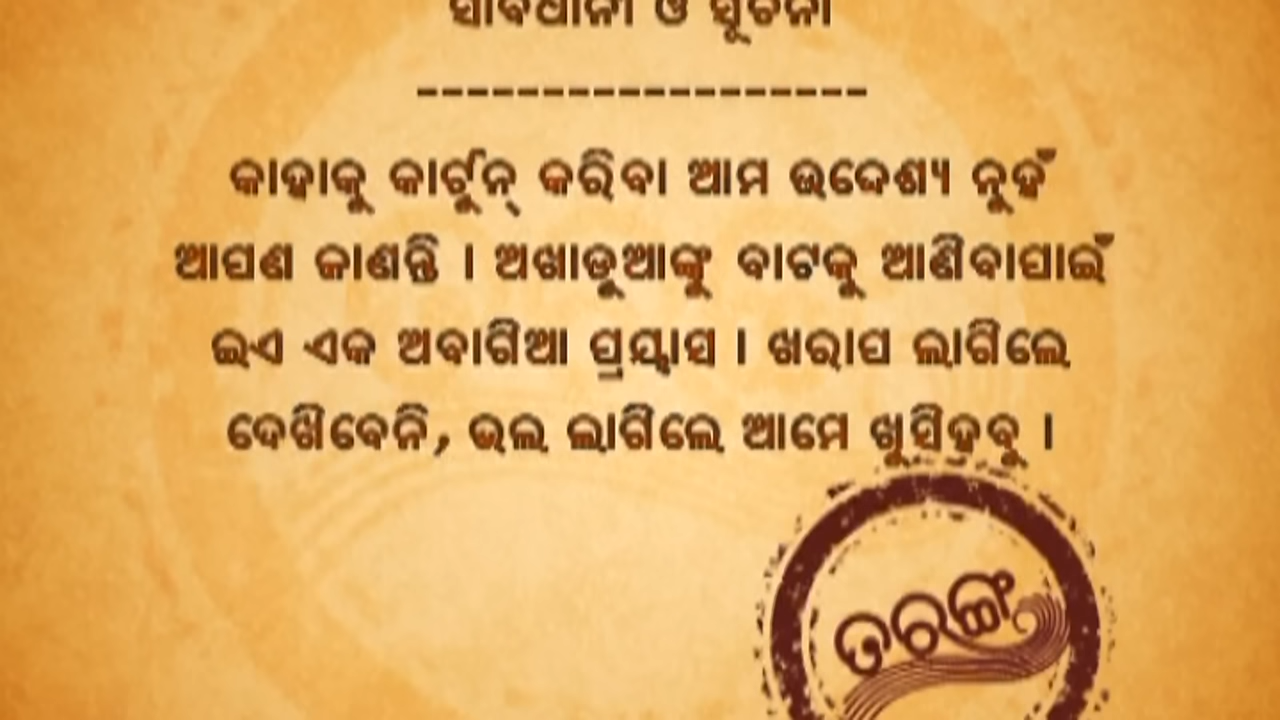 ସାବଧାନୀ ଓ ସୂଚନା
------------------
କାହାକୁ କାର୍ଟୁନ୍ କରିବା ଆମ ଉଦ୍ଦେଶ୍ୟ ନୁହଁ
ଆପଣ ଜାଣନ୍ତି । ଅଖାଡୁଆଙ୍କୁ ବାଟକୁ ଆଣିବାପାଇଁ
ଇଏ ଏକ ଅବାଗିଆ ପ୍ରୟାସ । ଖରାପ ଲାଗିଲେ
ଦେଖିବେନି, ଭଲ ଲାଗିଲେ ଆମେ ଖୁସିହବୁ ।
ତରଙ୍ଗ